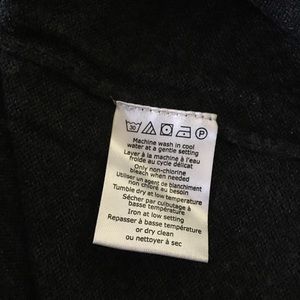 30 P
Machine wash in cool
water at a gentle setting
Layer à la machine à l'eau
froide au cycle délicat
Only non-chlorine
bleach when needed
Utiliser un agent de blanchiment
non chloré au besoin
Tumble dry at low temperature
Sécher par culbutage à
basse température
Iron at low setting
Repasser à basse température
or dry clean
ou nettoyer à sec